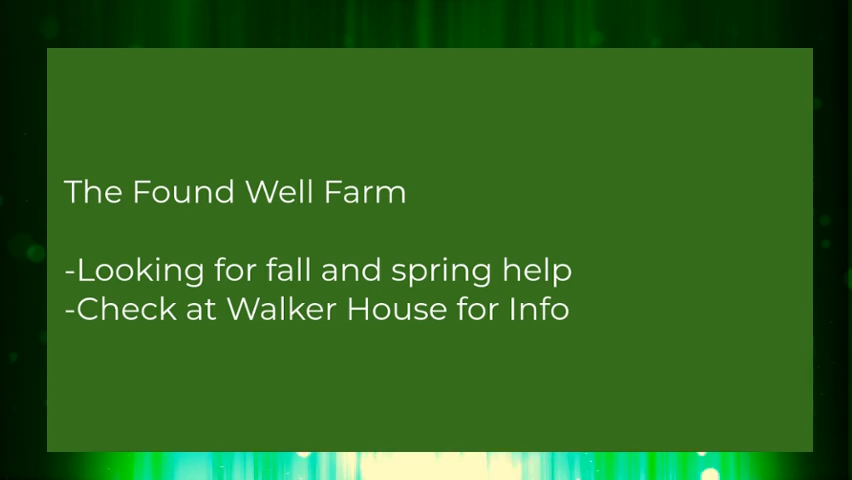 The Found Well Farm
-Looking for fall and spring help
-Check at Walker House for Info